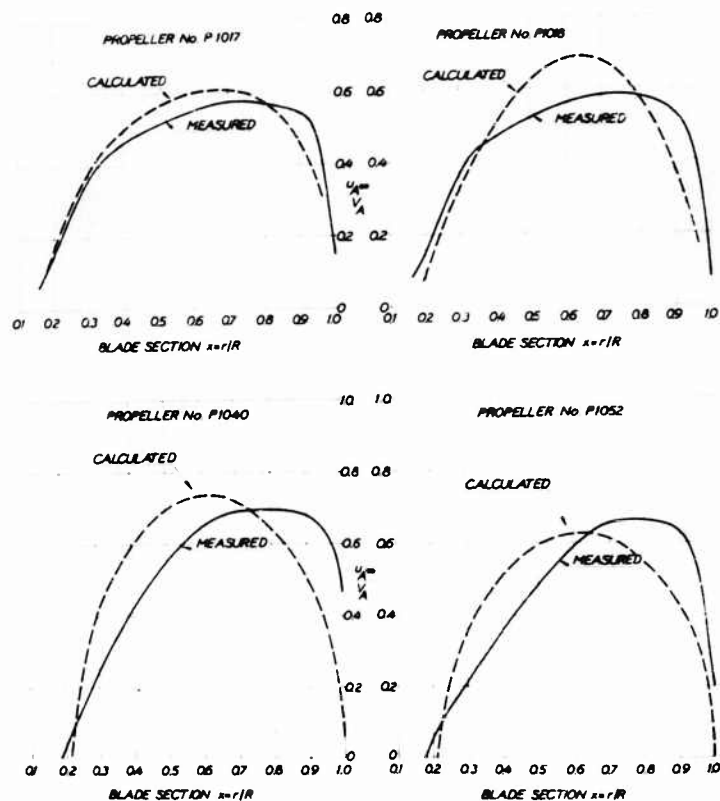 0.8 0.8
PROPELLER No. P 1017
PROPELLER No. P1018
CALCULATED
CALCULATED
0.6 0.6
MEASURED
MEASURED
0.4 0.4
uA∞
VA
0.2 0.2
0 0
0.1 0.2 0.3 0.4 0.5 0.6 0.7 0.8 0.9 1.0
0.1 0.2 0.3 0.4 0.5 0.6 0.7 0.8 0.9 1.0
BLADE SECTION x=r/R
BLADE SECTION x=r/R
1.0 1.0
PROPELLER No. P1040
PROPELLER No. P1052
CALCULATED
0.8 0.8
CALCULATED
MEASURED
0.6 0.6
MEASURED
uA∞
VA
0.4 0.4
0.2 0.2
0 0
0.1 0.2 0.3 0.4 0.5 0.6 0.7 0.8 0.9 1.0
0.1 0.2 0.3 0.4 0.5 0.6 0.7 0.8 0.9 1.0
BLADE SECTION x=r/R
BLADE SECTION x=r/R